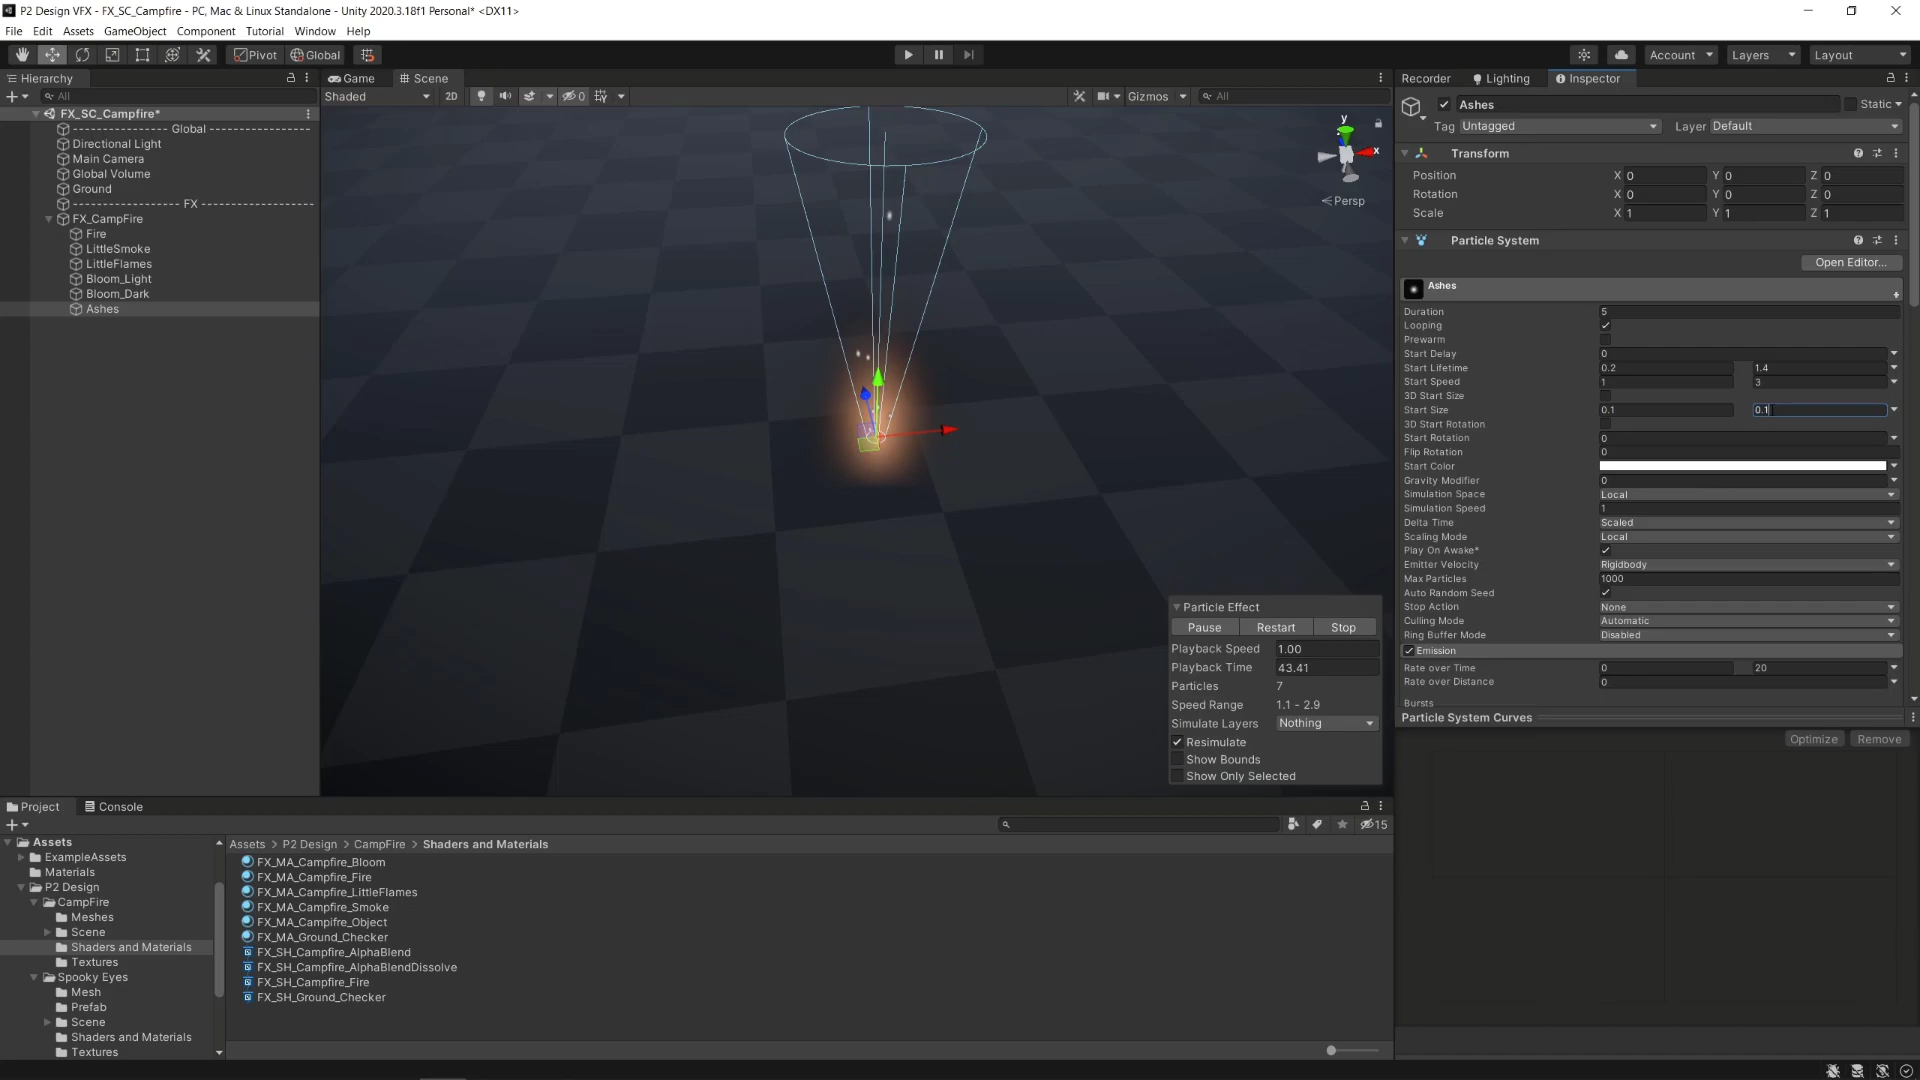 P2 Design VFX - FX_SC_Campfire - PC, Mac & Linux Standalone - Unity 2020.3.18f1 Personal* <DX11>
File Edit Assets GameObject Component Tutorial Window Help
Pivot Global Account Layers Layout
Hierarchy
All
FX_SC_Campfire*
---------------- Global ----------------
Directional Light
Main Camera
Global Volume
Ground
------------------ FX ------------------
FX_CampFire
Fire
LittleSmoke
LittleFlames
Bloom_Light
Bloom_Dark
Ashes
Game Scene
Shaded 2D 0 Gizmos All
y
x
Persp
Particle Effect
Pause Restart Stop
Playback Speed 1.00
Playback Time 43.41
Particles 7
Speed Range 1.1 - 2.9
Simulate Layers Nothing
Resimulate
Show Bounds
Show Only Selected
Recorder Lighting Inspector
Ashes Static
Tag Untagged Layer Default
Transform
Position X 0 Y 0 Z 0
Rotation X 0 Y 0 Z 0
Scale X 1 Y 1 Z 1
Particle System
Open Editor...
Ashes
Duration 5
Looping
Prewarm
Start Delay 0
Start Lifetime 0.2 1.4
Start Speed 1 3
3D Start Size
Start Size 0.1 0.1
3D Start Rotation
Start Rotation 0
Flip Rotation 0
Start Color
Gravity Modifier 0
Simulation Space Local
Simulation Speed 1
Delta Time Scaled
Scaling Mode Local
Play On Awake*
Emitter Velocity Rigidbody
Max Particles 1000
Auto Random Seed
Stop Action None
Culling Mode Automatic
Ring Buffer Mode Disabled
Emission
Rate over Time 0 20
Rate over Distance 0
Bursts
Particle System Curves
Optimize Remove
Project Console
15
Assets
ExampleAssets
Materials
P2 Design
CampFire
Meshes
Scene
Shaders and Materials
Textures
Spooky Eyes
Mesh
Prefab
Scene
Shaders and Materials
Textures
Assets > P2 Design > CampFire > Shaders and Materials
FX_MA_Campfire_Bloom
FX_MA_Campfire_Fire
FX_MA_Campfire_LittleFlames
FX_MA_Campfire_Smoke
FX_MA_Campifre_Object
FX_MA_Ground_Checker
FX_SH_Campfire_AlphaBlend
FX_SH_Campfire_AlphaBlendDissolve
FX_SH_Campfire_Fire
FX_SH_Ground_Checker